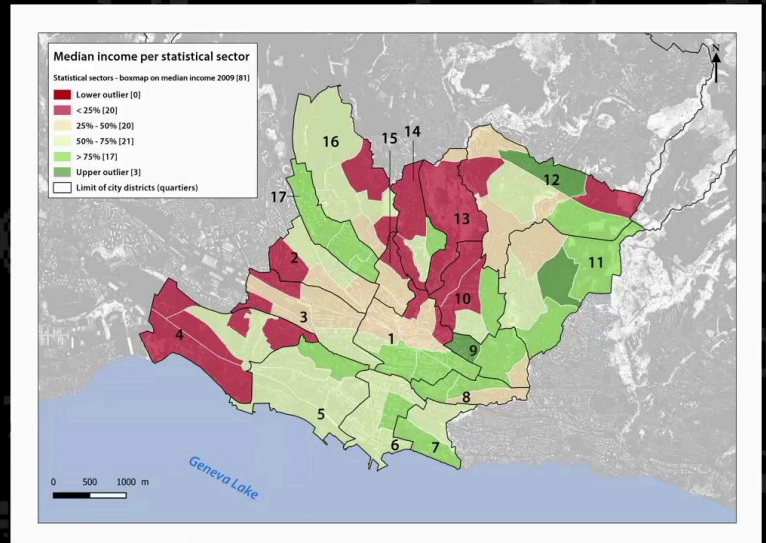 Median income per statistical sector
Statistical sectors - boxmap on median income 2009 [81]
Lower outlier [0]
< 25% [20]
25% - 50% [20]
50% - 75% [21]
> 75% [17]
Upper outlier [3]
Limit of city districts (quartiers)
N
16
15
14
12
17
13
2
11
10
4
3
1
9
8
5
6
7
Geneva Lake
0 500 1000 m